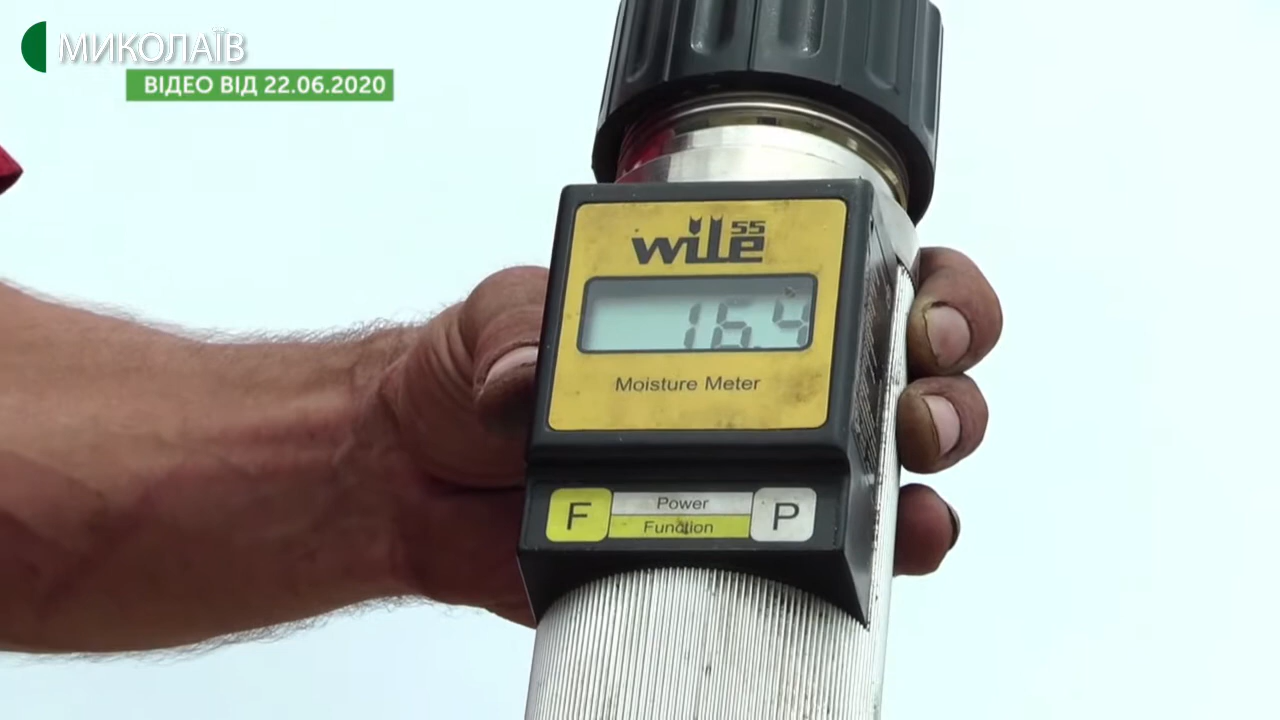 МИКОЛАЇВ
ВІДЕО ВІД 22.06.2020
wile 55
16.4
Moisture Meter
F Power P
Function